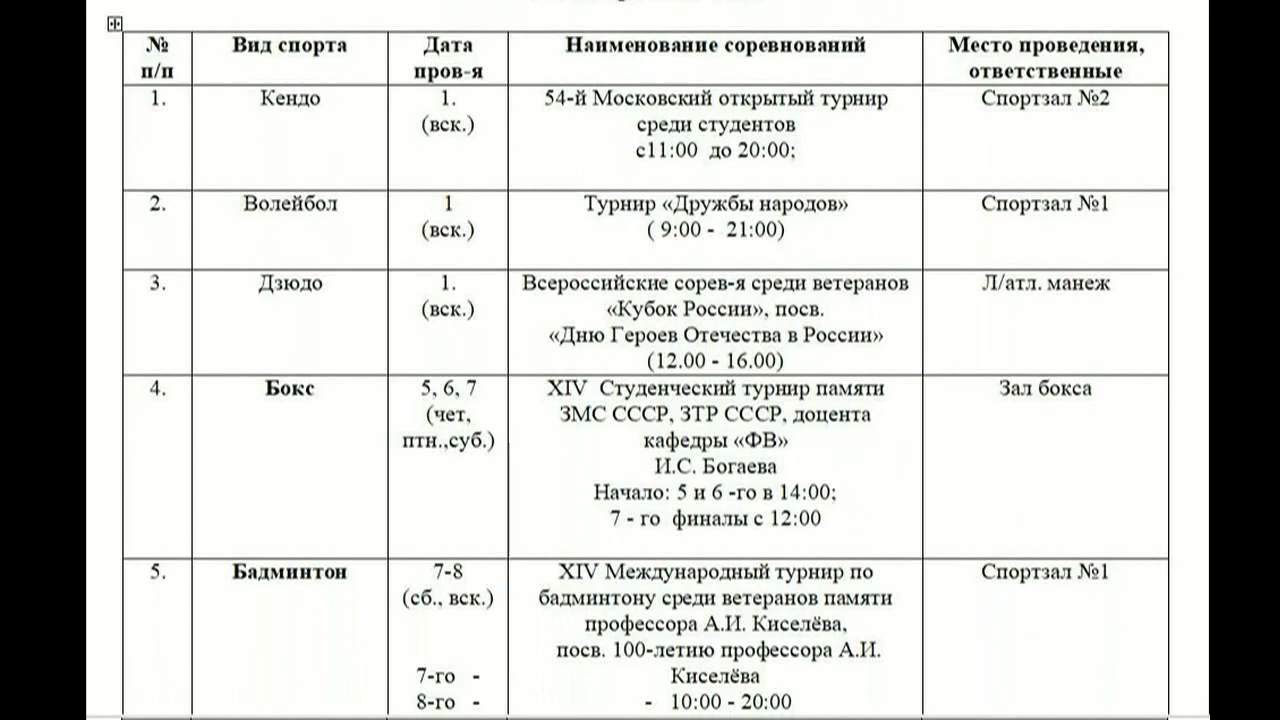 № п/п
Вид спорта
Дата пров-я
Наименование соревнований
Место проведения, ответственные
1.
Кендо
1.
(вск.)
54-й Московский открытый турнир
среди студентов
с11:00 до 20:00;
Спортзал №2
2.
Волейбол
1
(вск.)
Турнир «Дружбы народов»
( 9:00 - 21:00)
Спортзал №1
3.
Дзюдо
1.
(вск.)
Всероссийские сорев-я среди ветеранов
«Кубок России», посв.
«Дню Героев Отечества в России»
(12.00 - 16.00)
Л/атл. манеж
4.
Бокс
5, 6, 7
(чет,
птн.,суб.)
XIV Студенческий турнир памяти
ЗМС СССР, ЗТР СССР, доцента
кафедры «ФВ»
И.С. Богаева
Начало: 5 и 6 -го в 14:00;
7 - го финалы с 12:00
Зал бокса
5.
Бадминтон
7-8
(сб., вск.)
7-го -
8-го -
XIV Международный турнир по
бадминтону среди ветеранов памяти
профессора А.И. Киселёва,
посв. 100-летию профессора А.И.
Киселёва
- 10:00 - 20:00
Спортзал №1